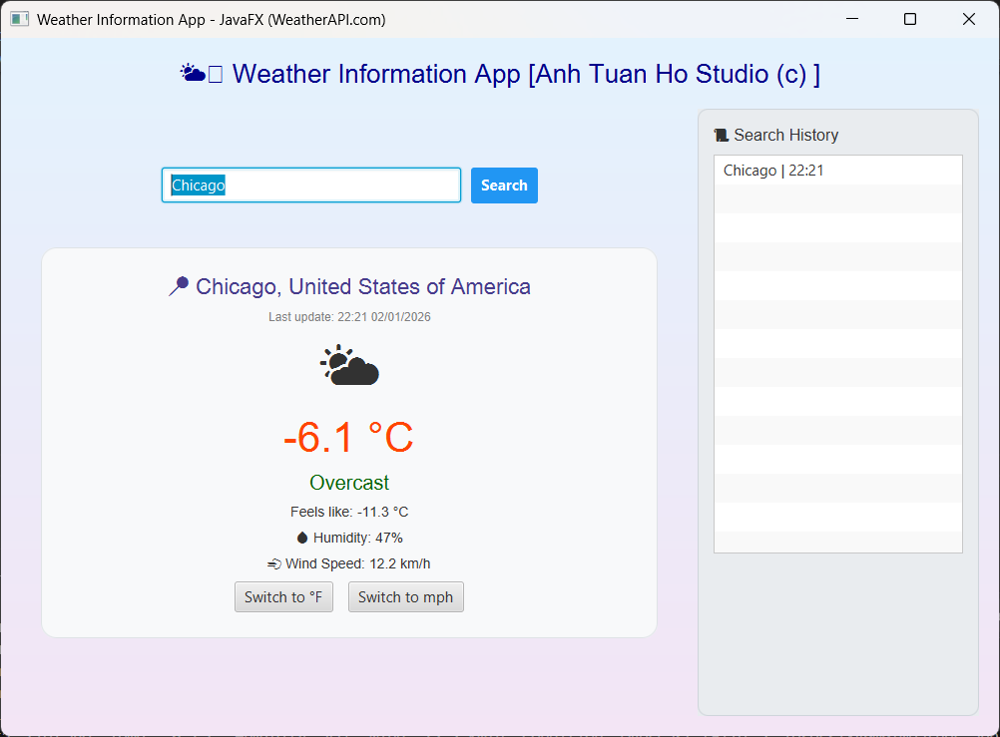 Weather Information App - JavaFX (WeatherAPI.com)
Weather Information App [Anh Tuan Ho Studio (c) ]
Chicago
Search
Search History
Chicago | 22:21
Chicago, United States of America
Last update: 22:21 02/01/2026
-6.1 °C
Overcast
Feels like: -11.3 °C
Humidity: 47%
Wind Speed: 12.2 km/h
Switch to °F
Switch to mph